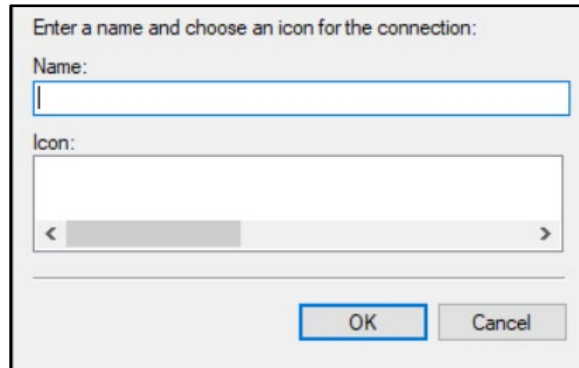 Enter a name and choose an icon for the connection:
Name:
Icon:
OK Cancel